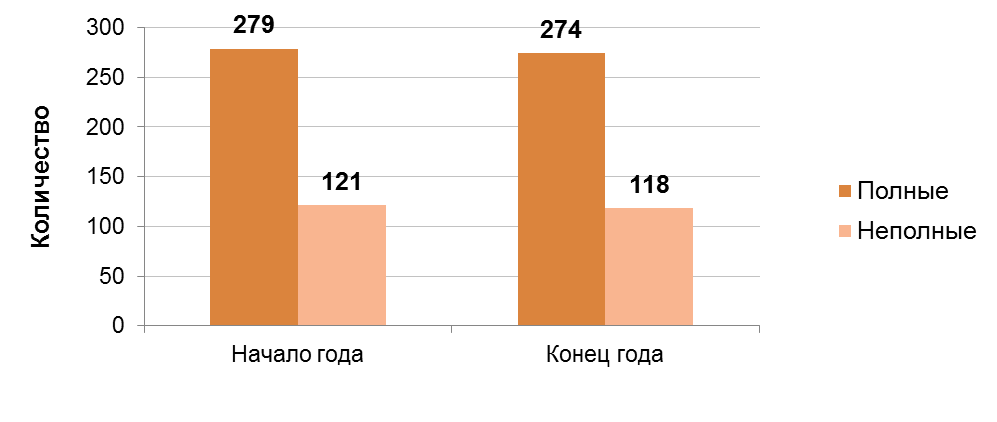 279
274
300
250
200
150
100
50
0
121
118
Количество
Полные
Неполные
Начало года
Конец года